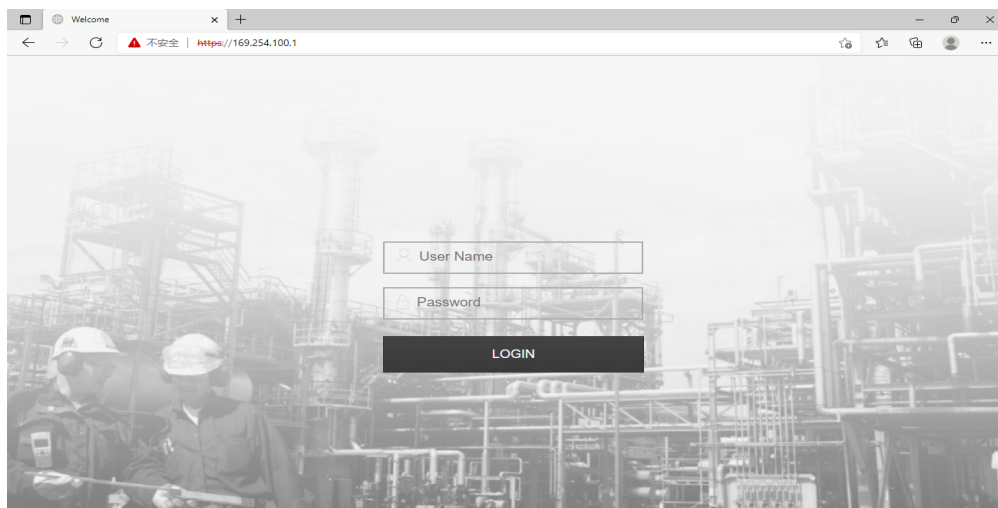 Welcome
不安全 | https://169.254.100.1
User Name
Password
LOGIN